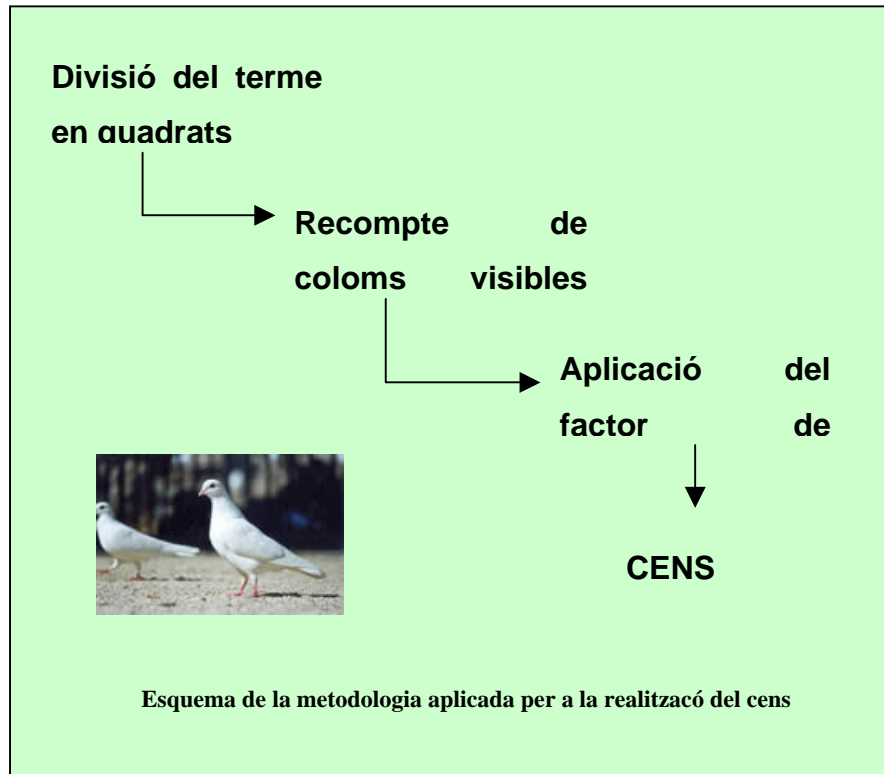 Divisió del terme
en quadrats
Recompte de
coloms visibles
Aplicació del
factor de
CENS
Esquema de la metodologia aplicada per a la realitzacó del cens